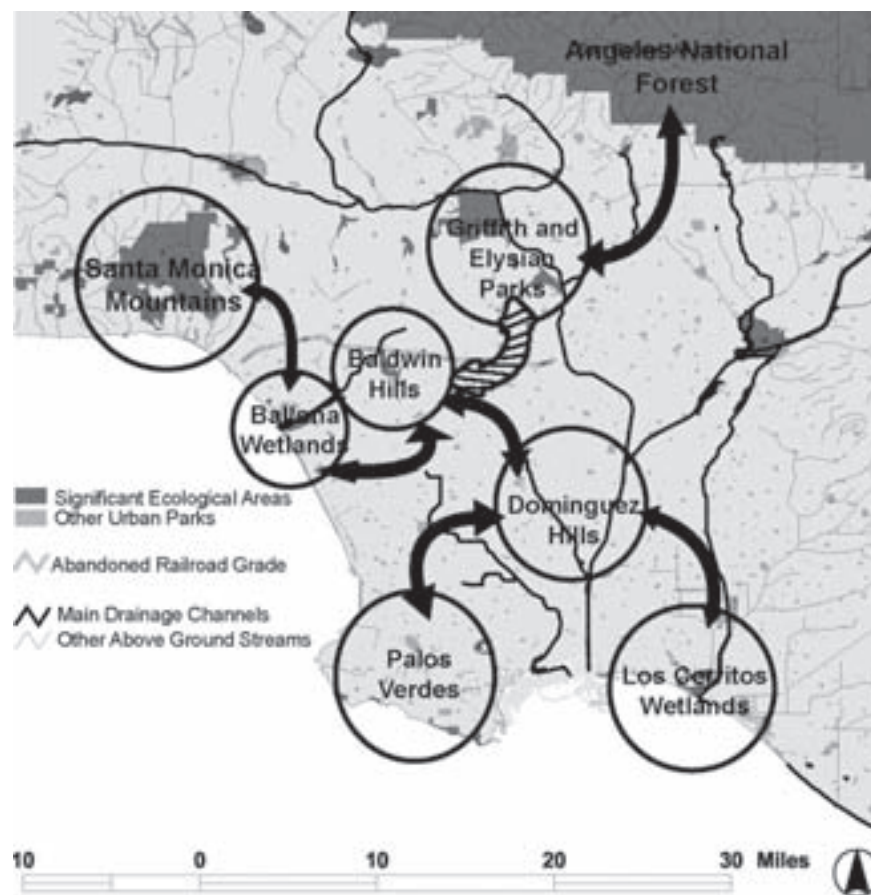 Angeles National
Forest
Griffith and
Elysian
Parks
Santa Monica
Mountains
Baldwin
Hills
Ballona
Wetlands
Significant Ecological Areas
Other Urban Parks
Abandoned Railroad Grade
Main Drainage Channels
Other Above Ground Streams
Dominguez
Hills
Palos
Verdes
Los Cerritos
Wetlands
10 0 10 20 30 Miles